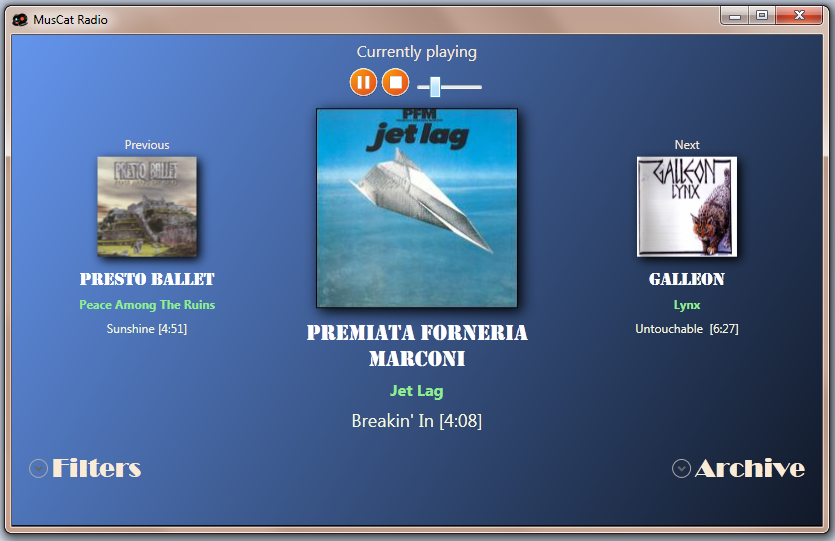 MusCat Radio
Currently playing
Previous
PRESTO BALLET
PRESTO BALLET
Peace Among The Ruins
Sunshine [4:51]
PFM
jet lag
PREMIATA FORNERIA
MARCONI
Jet Lag
Breakin' In [4:08]
Next
GALLEON
LYNX
GALLEON
Lynx
Untouchable [6:27]
Filters
Archive